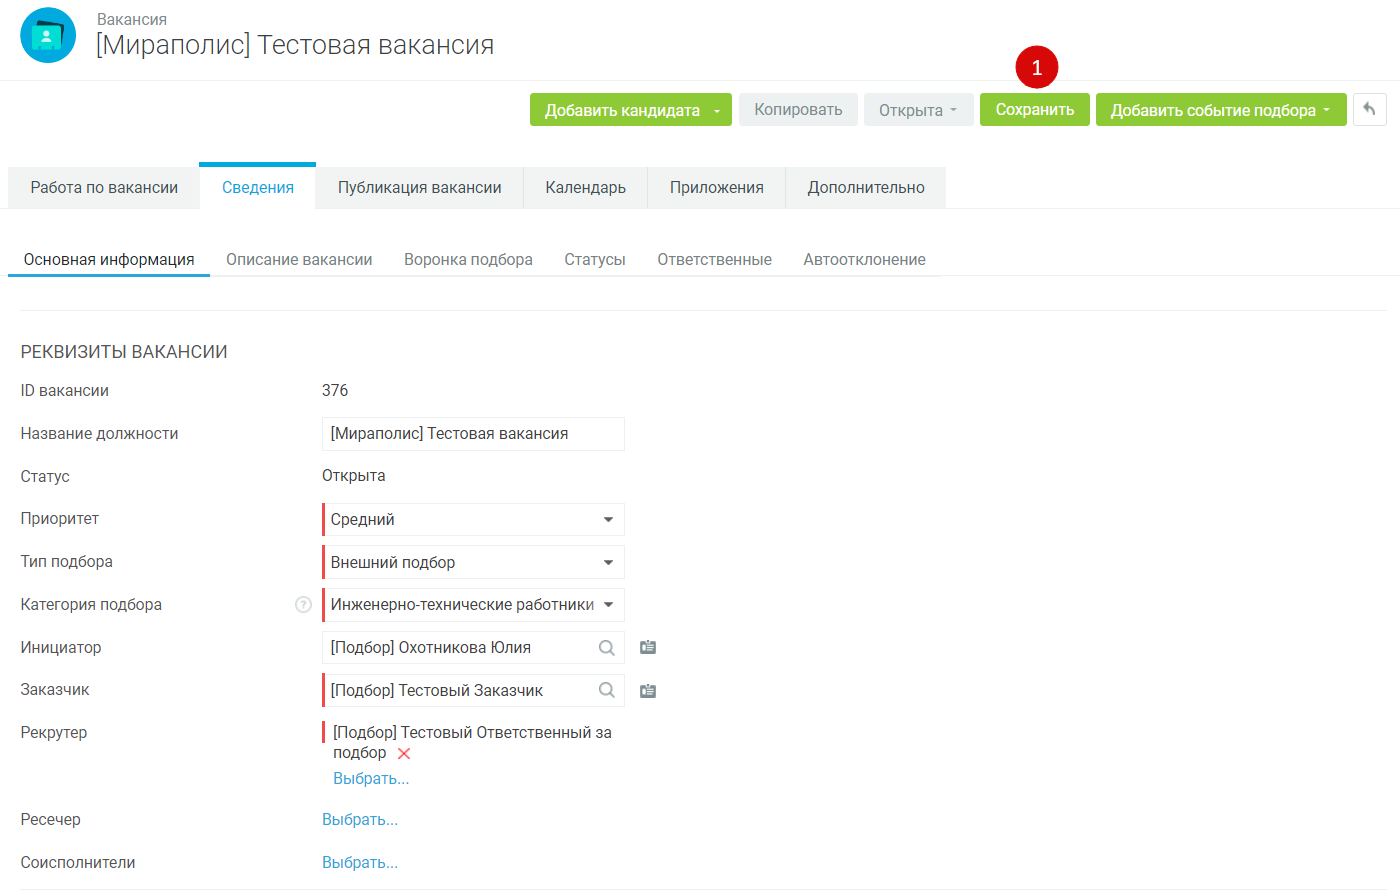 Вакансия
[Мираполис] Тестовая вакансия
1
Добавить кандидата Копировать Открыта Сохранить Добавить событие подбора
Работа по вакансии Сведения Публикация вакансии Календарь Приложения Дополнительно
Основная информация Описание вакансии Воронка подбора Статусы Ответственные Автоотклонение
РЕКВИЗИТЫ ВАКАНСИИ
ID вакансии 376
Название должности [Мираполис] Тестовая вакансия
Статус Открыта
Приоритет Средний
Тип подбора Внешний подбор
Категория подбора ? Инженерно-технические работники
Инициатор [Подбор] Охотникова Юлия
Заказчик [Подбор] Тестовый Заказчик
Рекрутер [Подбор] Тестовый Ответственный за
подбор
Выбрать...
Ресечер Выбрать...
Соисполнители Выбрать...